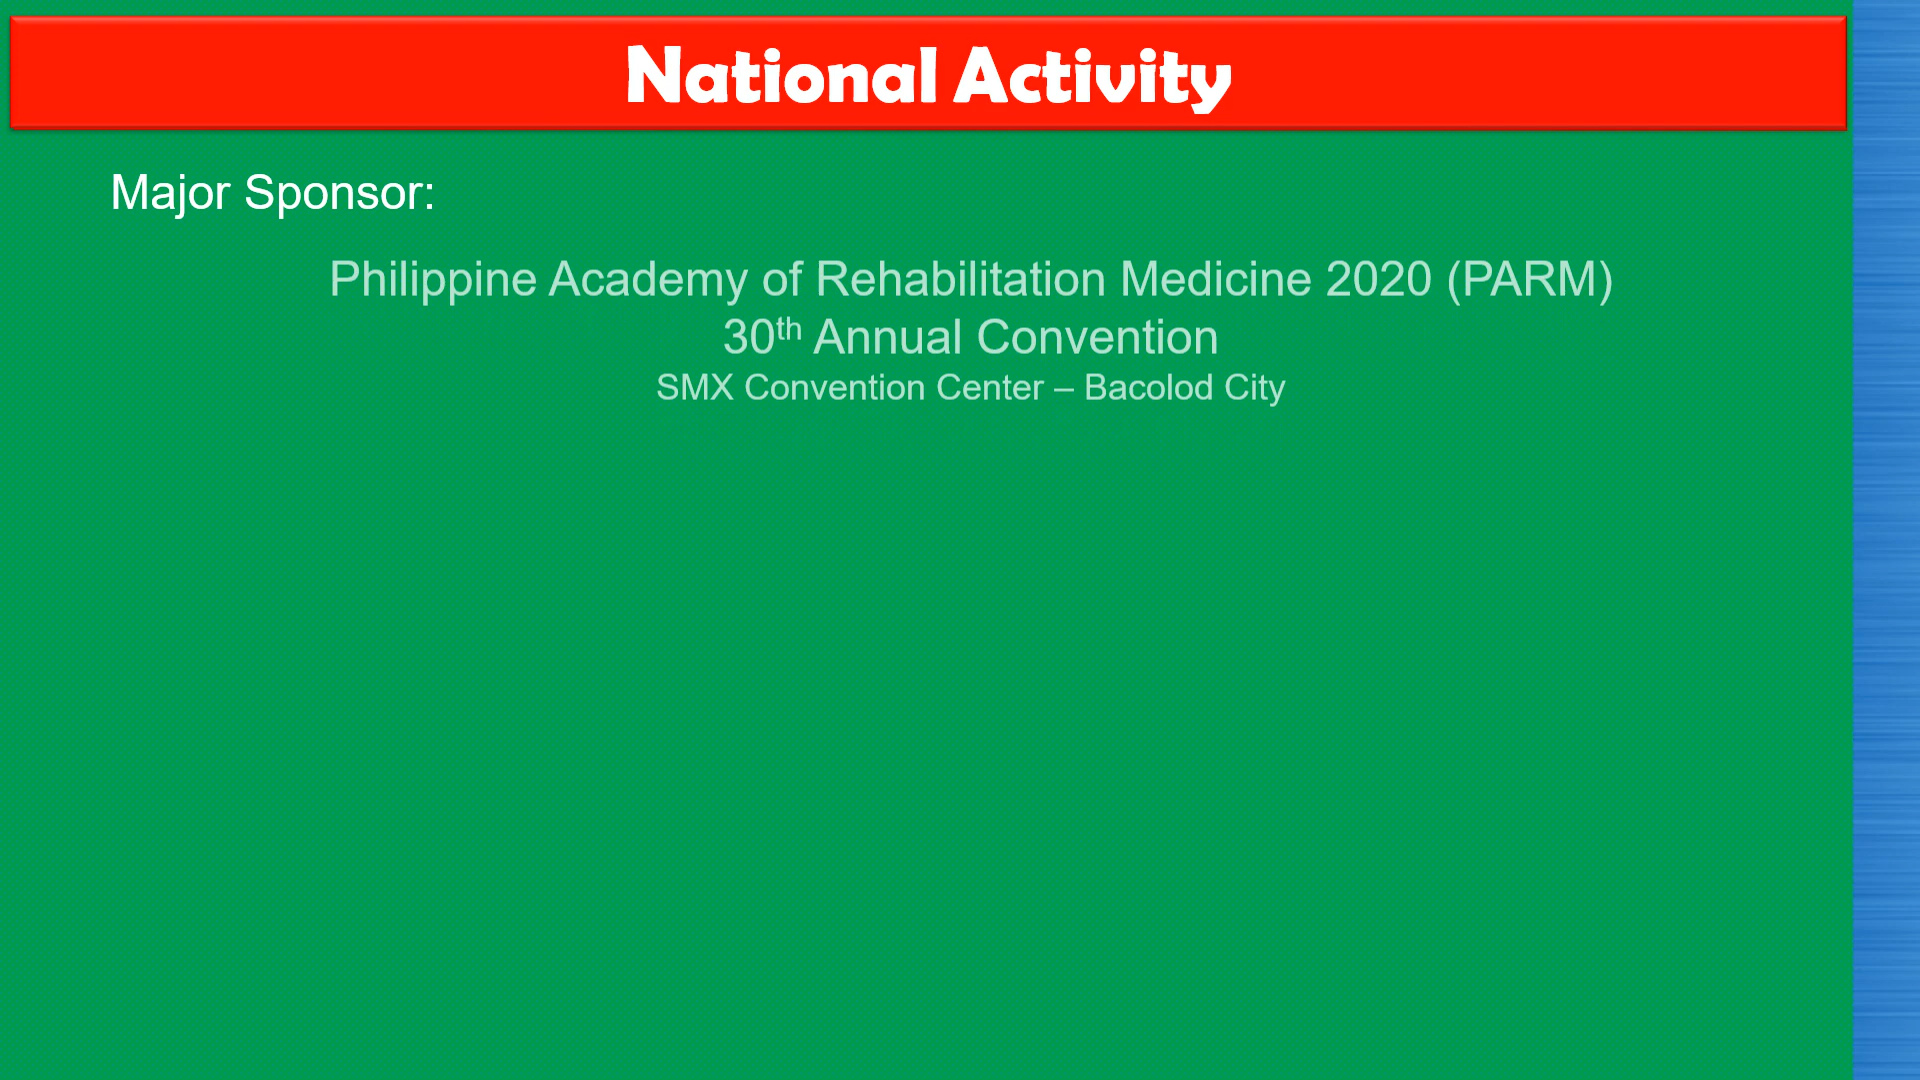 National Activity
Major Sponsor:
Philippine Academy of Rehabilitation Medicine 2020 (PARM)
30th Annual Convention
SMX Convention Center – Bacolod City